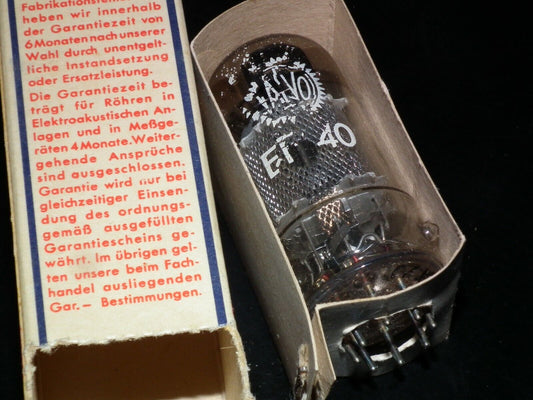 Fabrikationsfehler be-
heben wir innerhalb
der Garantiezeit von
6 Monaten nach unserer
Wahl durch unentgelt-
liche Instandsetzung
oder Ersatzleistung.
Die Garantiezeit be-
trägt für Röhren in
Elektroakustischen An-
lagen und in Meßge-
räten 4 Monate. Weiter-
gehende Ansprüche
sind ausgeschlossen.
Garantie wird nur bei
gleichzeitiger Einsen-
dung des ordnungs-
gemäß ausgefüllten
Garantiescheins ge-
währt. Im übrigen gel-
ten unsere beim Fach-
handel ausliegenden
Gar.— Bestimmungen.
VALVO
EF 40